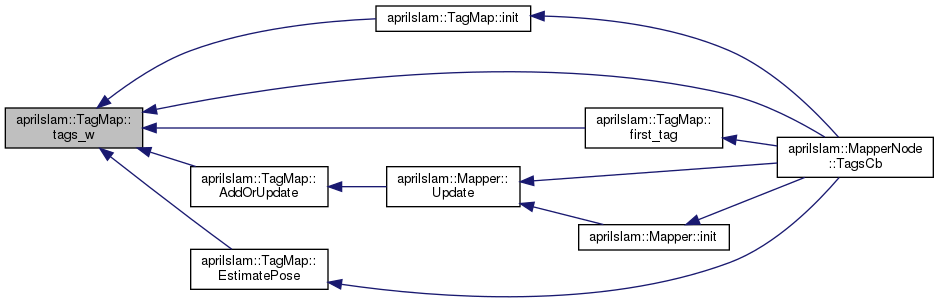 aprilslam::TagMap::init
aprilslam::TagMap::
tags_w
aprilslam::TagMap::
first_tag
aprilslam::MapperNode
::TagsCb
aprilslam::TagMap::
AddOrUpdate
aprilslam::Mapper::
Update
aprilslam::Mapper::init
aprilslam::TagMap::
EstimatePose